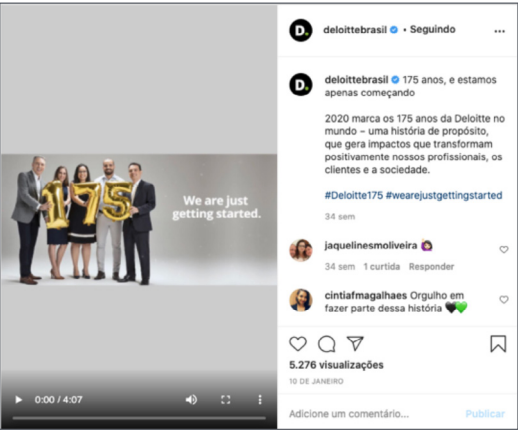 deloittebrasil • Seguindo
deloittebrasil 175 anos, e estamos
apenas começando
2020 marca os 175 anos da Deloitte no
mundo – uma história de propósito,
que gera impactos que transformam
positivamente nossos profissionais, os
clientes e a sociedade.
#Deloitte175 #wearejustgettingstarted
34 sem
jaquelinesmoliveira 🙋🏻‍♀️
34 sem 1 curtida Responder
cintiafmagalhaes Orgulho em
fazer parte dessa história 🖤💚
5.276 visualizações
10 DE JANEIRO
Adicione um comentário... Publicar
175
We are just
getting started.
0:00 / 4:07
D.
D.